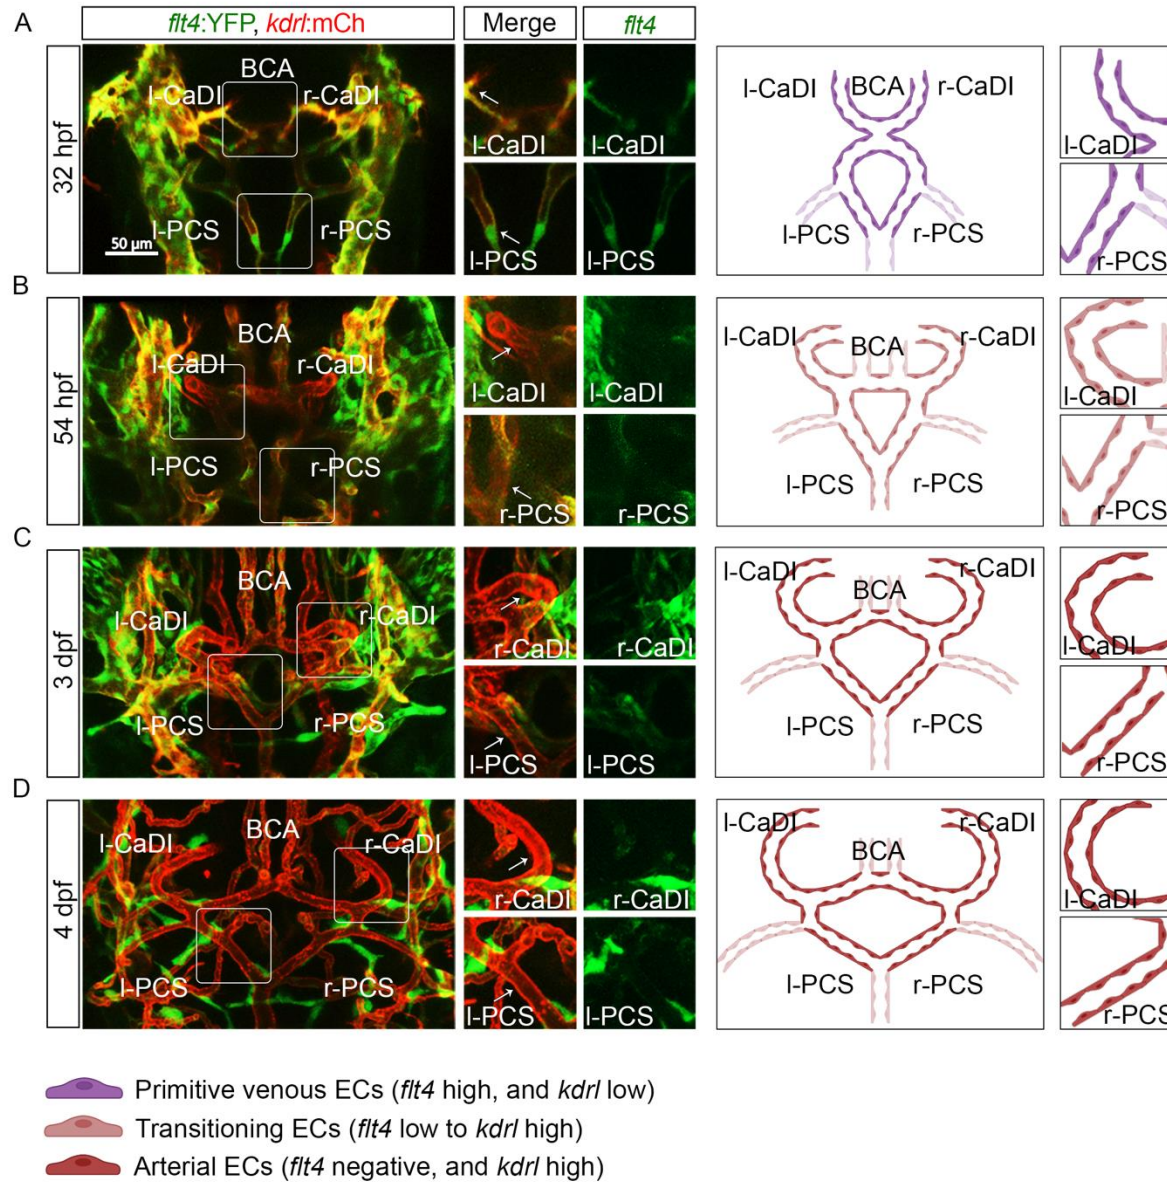 A
flt4:YFP, kdrl:mCh
Merge
flt4
32 hpf
BCA
l-CaDI
r-CaDI
l-PCS
r-PCS
50 µm
l-CaDI
l-CaDI
l-PCS
l-PCS
l-CaDI
BCA
r-CaDI
l-PCS
r-PCS
l-CaDI
r-PCS
B
54 hpf
BCA
l-CaDI
r-CaDI
l-PCS
r-PCS
l-CaDI
l-CaDI
r-PCS
r-PCS
l-CaDI
BCA
r-CaDI
l-PCS
r-PCS
l-CaDI
r-PCS
C
3 dpf
BCA
l-CaDI
r-CaDI
l-PCS
r-PCS
r-CaDI
r-CaDI
l-PCS
l-PCS
l-CaDI
BCA
r-CaDI
l-PCS
r-PCS
l-CaDI
r-PCS
D
4 dpf
BCA
l-CaDI
r-CaDI
l-PCS
r-PCS
r-CaDI
r-CaDI
l-PCS
l-PCS
l-CaDI
BCA
r-CaDI
l-PCS
r-PCS
l-CaDI
r-PCS
Primitive venous ECs (flt4 high, and kdrl low)
Transitioning ECs (flt4 low to kdrl high)
Arterial ECs (flt4 negative, and kdrl high)